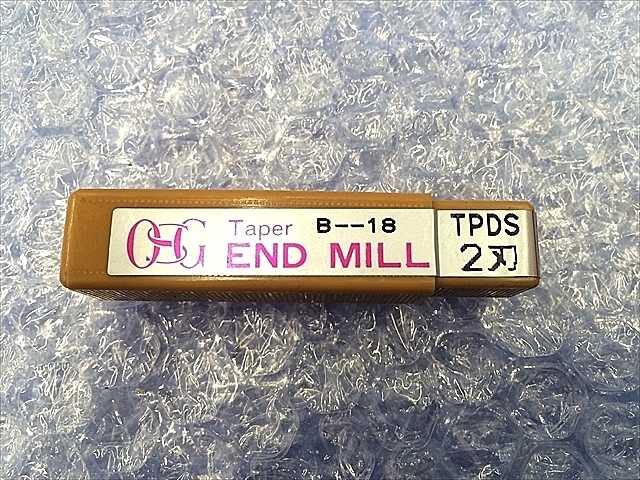 OSG Taper B--18 TPDS
END MILL 2刃